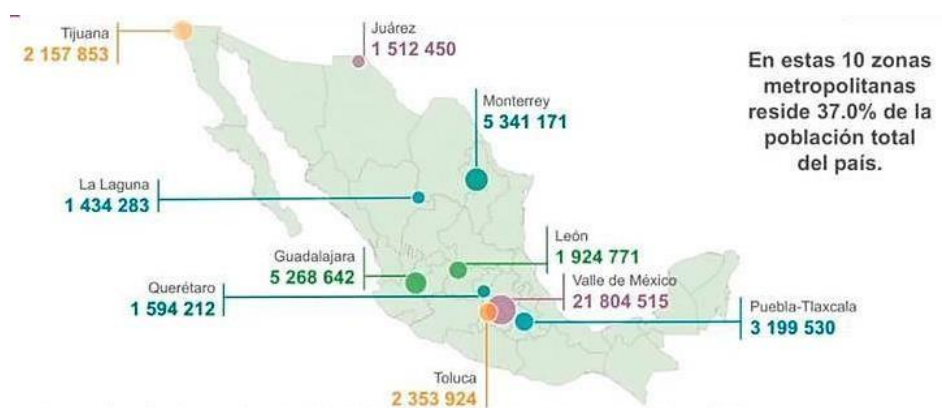 Tijuana
2 157 853
Juárez
1 512 450
En estas 10 zonas
metropolitanas
reside 37.0% de la
población total
del país.
Monterrey
5 341 171
La Laguna
1 434 283
León
1 924 771
Guadalajara
5 268 642
Valle de México
21 804 515
Querétaro
1 594 212
Puebla-Tlaxcala
3 199 530
Toluca
2 353 924